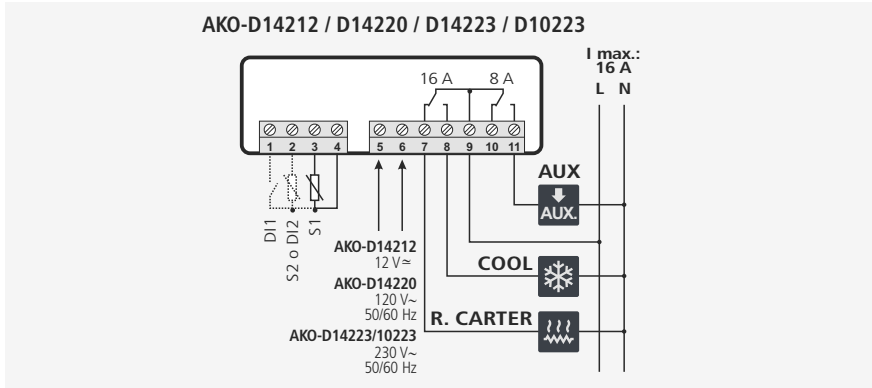 AKO-D14212 / D14220 / D14223 / D10223
I max.:
16 A
L N
16 A 8 A
1 2 3 4 5 6 7 8 9 10 11
DI1
S2 o DI2
S1
AUX
AUX.
AKO-D14212
12 V≃
COOL
AKO-D14220
120 V~
50/60 Hz
R. CARTER
AKO-D14223/10223
230 V~
50/60 Hz